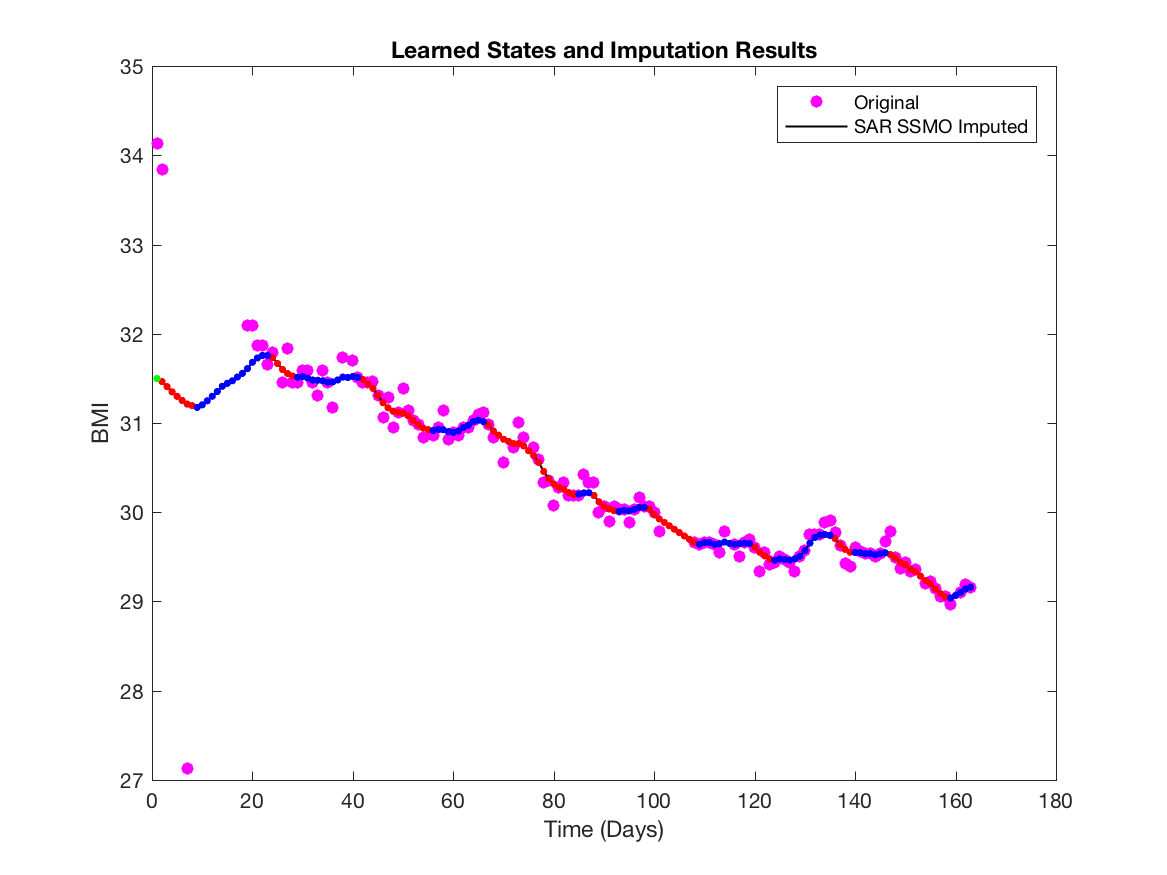 Learned States and Imputation Results
Original
SAR SSMO Imputed
BMI
35
34
33
32
31
30
29
28
27
0 20 40 60 80 100 120 140 160 180
Time (Days)